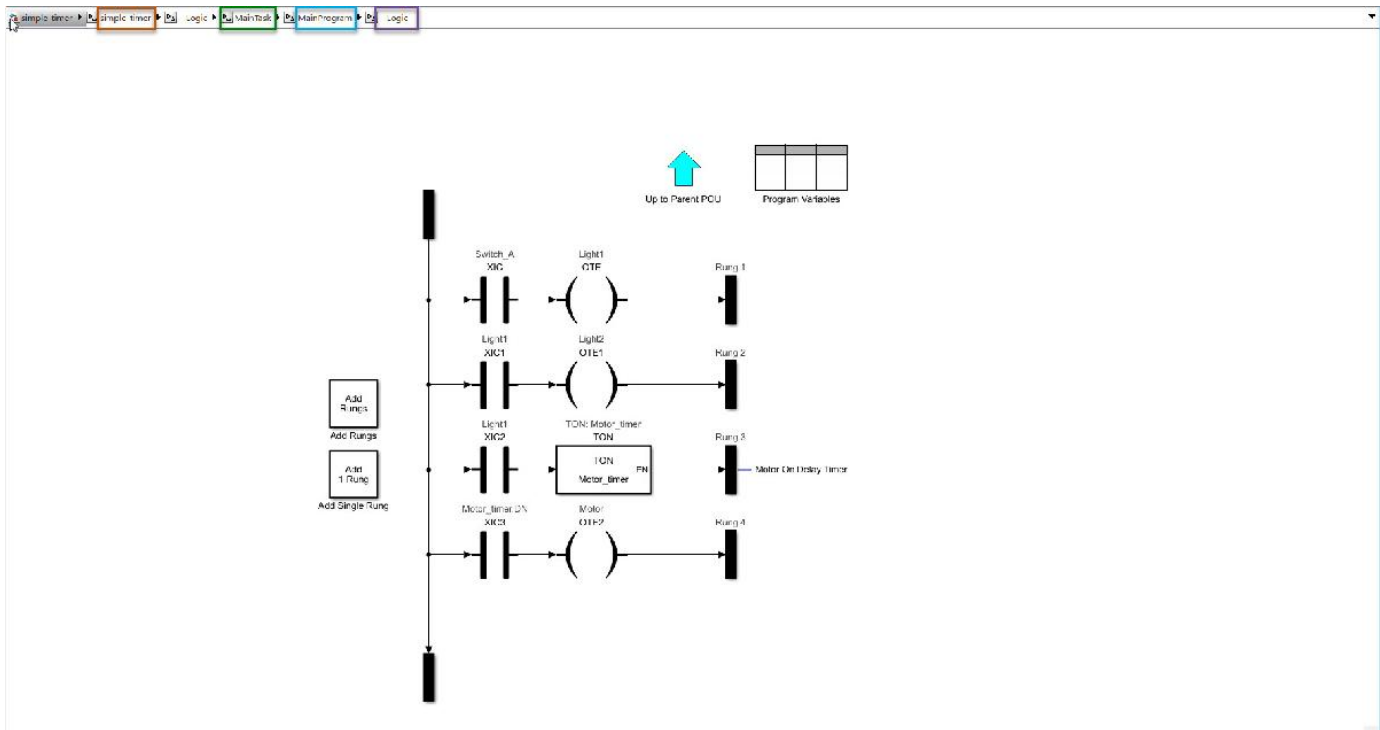 simple timer simple timer Logic MainTask MainProgram Logic
Up to Parent POU
Program Variables
Switch_A
XIC
Light1
OTE
Rung 1
Light1
XIC1
Light2
OTE1
Rung 2
Add
Rungs
Add Rungs
Light1
XIC2
TON: Motor_timer
TON
TON
EN
Motor_timer
Rung 3
Motor On Delay Timer
Add
1 Rung
Add Single Rung
Motor_timer.DN
XIC3
Motor
OTE2
Rung 4